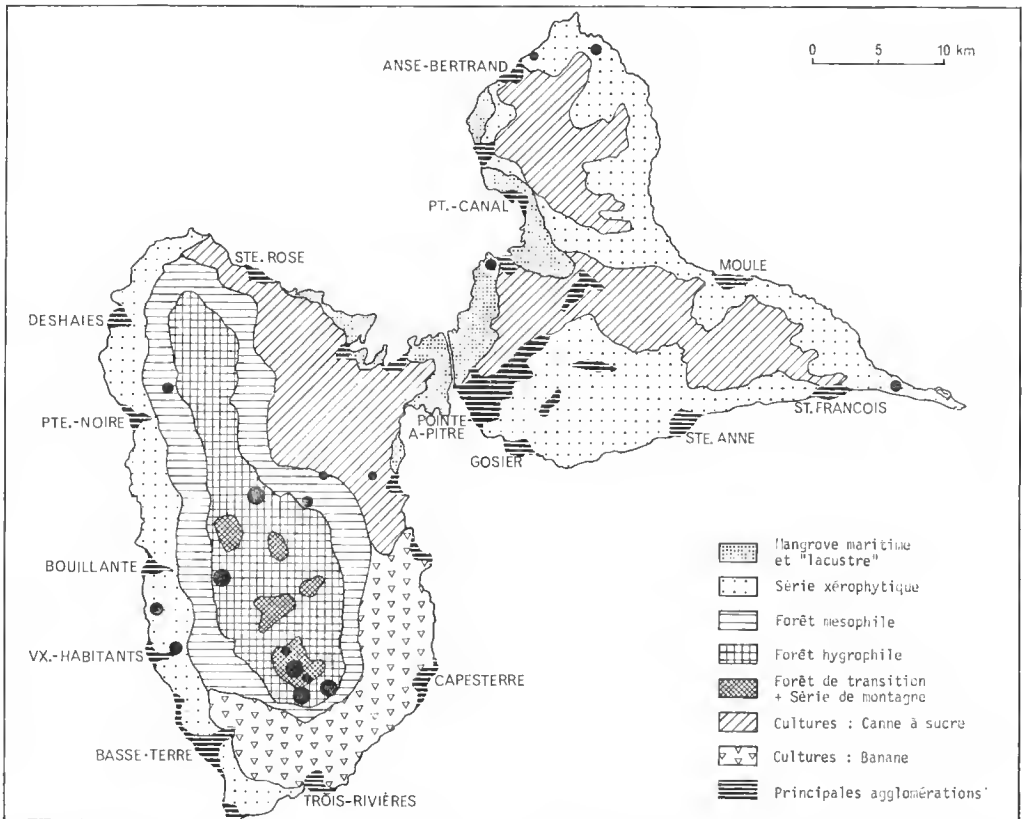 0 5 10 km
ANSE-BERTRAND
PT.-CANAL
STE. ROSE
MOULE
DESHAIES
PTE.-NOIRE
POINTE
A-PITRE
ST. FRANCOIS
STE. ANNE
GOSIER
BOUILLANTE
VX.-HABITANTS
CAPESTERRE
BASSE-TERRE
TROIS-RIVIÈRES
Mangrove maritime
et "lacustre"
Série xérophytique
Forêt mesophile
Forêt hygrophile
Forêt de transition
+ Série de montagne
Cultures : Canne à sucre
Cultures : Banane
Principales agglomérations